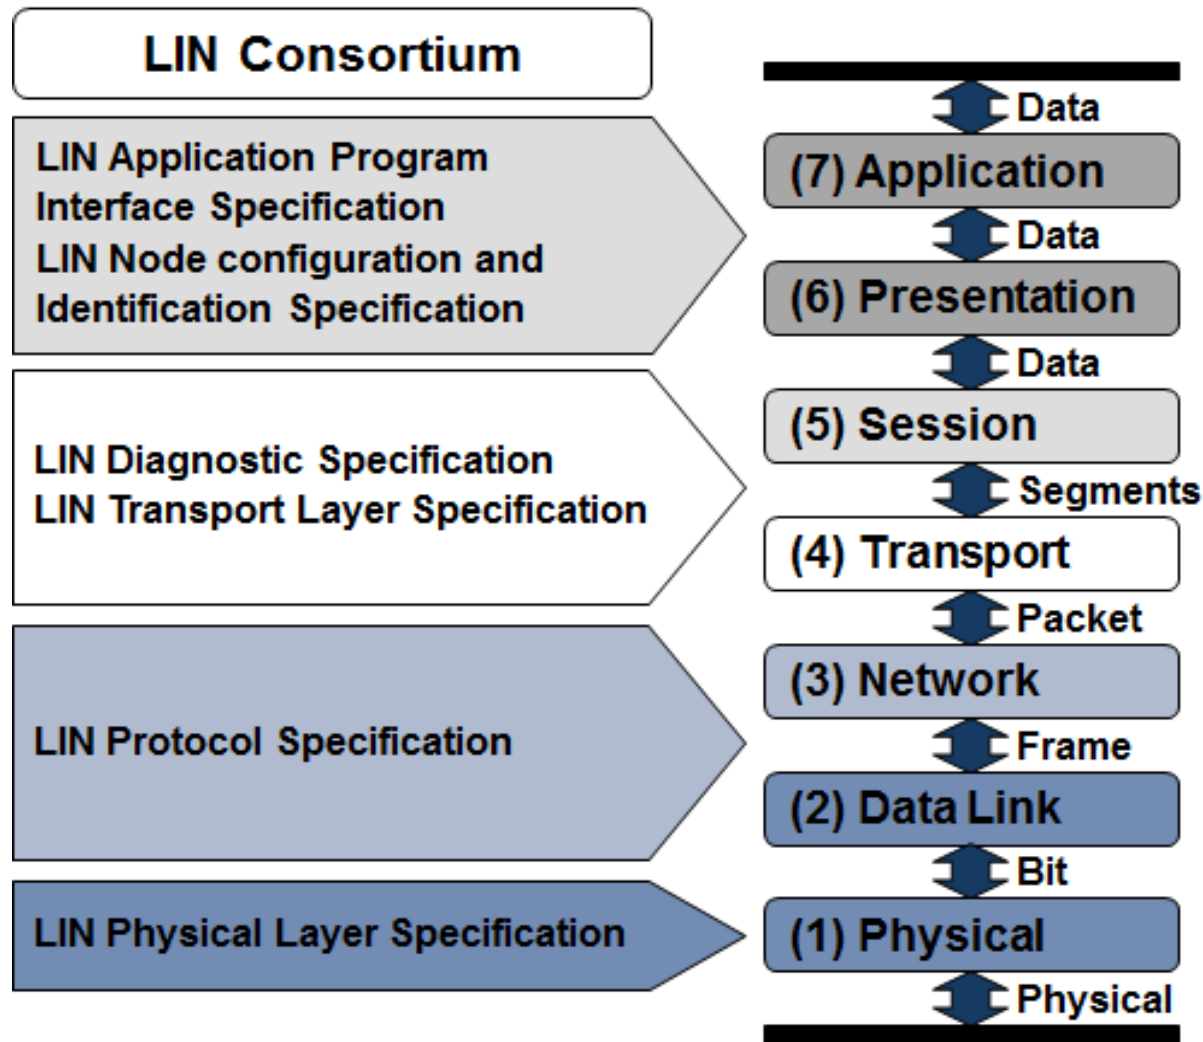 LIN Consortium
LIN Application Program
Interface Specification
LIN Node configuration and
Identification Specification
LIN Diagnostic Specification
LIN Transport Layer Specification
LIN Protocol Specification
LIN Physical Layer Specification
Data
(7) Application
Data
(6) Presentation
Data
(5) Session
Segments
(4) Transport
Packet
(3) Network
Frame
(2) Data Link
Bit
(1) Physical
Physical